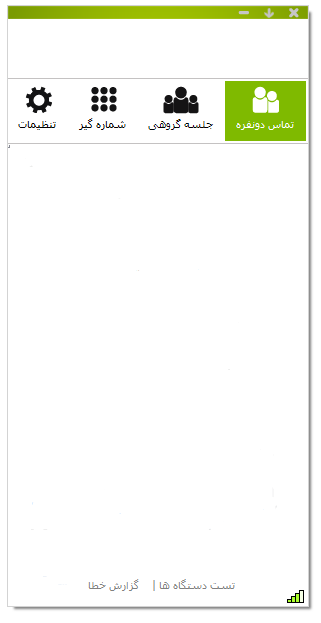 تماس دونفره
جلسه گروهی
شماره گیر
تنظیمات
تست دستگاه ها | گزارش خطا